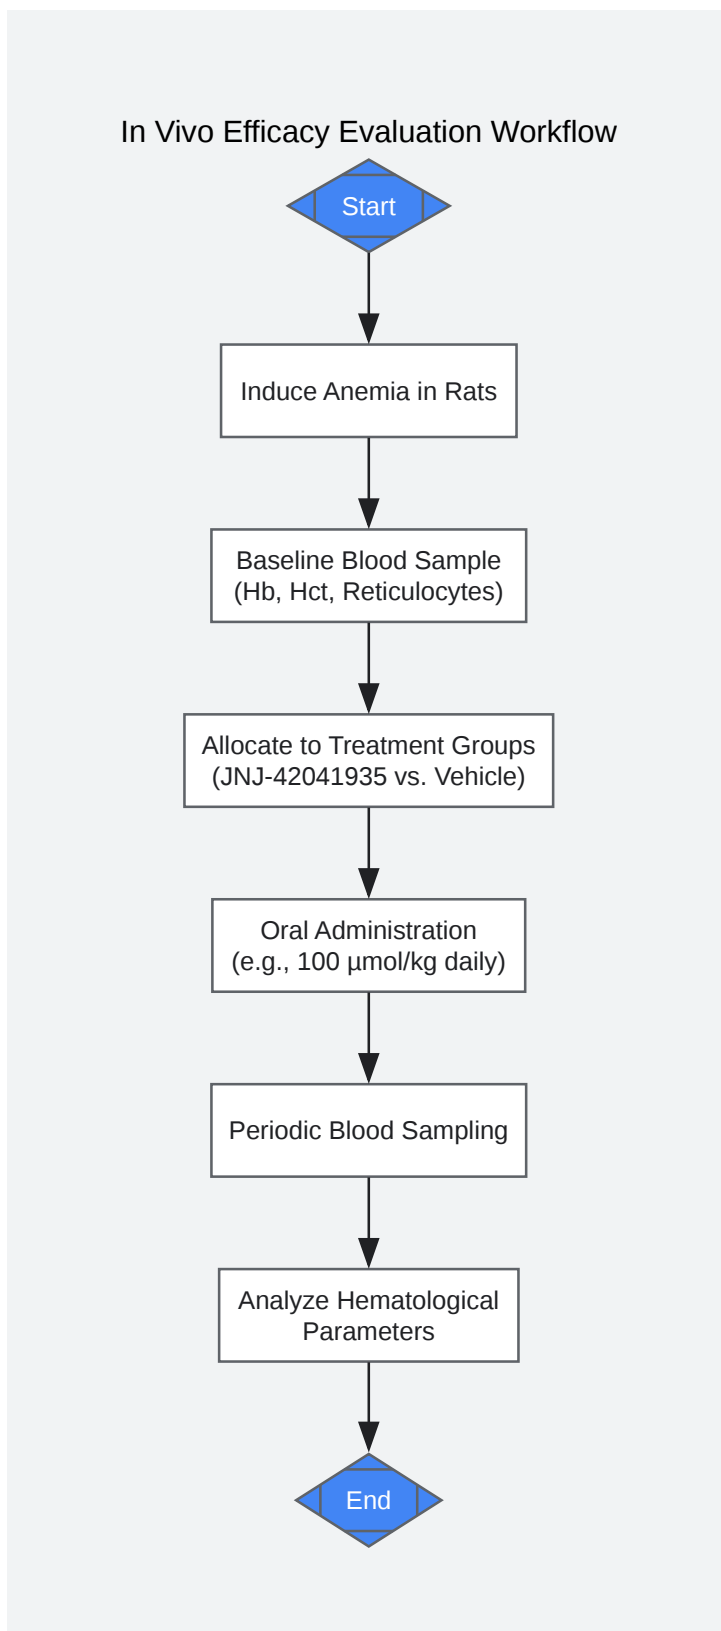 In Vivo Efficacy Evaluation Workflow
Start
Induce Anemia in Rats
Baseline Blood Sample
(Hb, Hct, Reticulocytes)
Allocate to Treatment Groups
(JNJ-42041935 vs. Vehicle)
Oral Administration
(e.g., 100 µmol/kg daily)
Periodic Blood Sampling
Analyze Hematological
Parameters
End